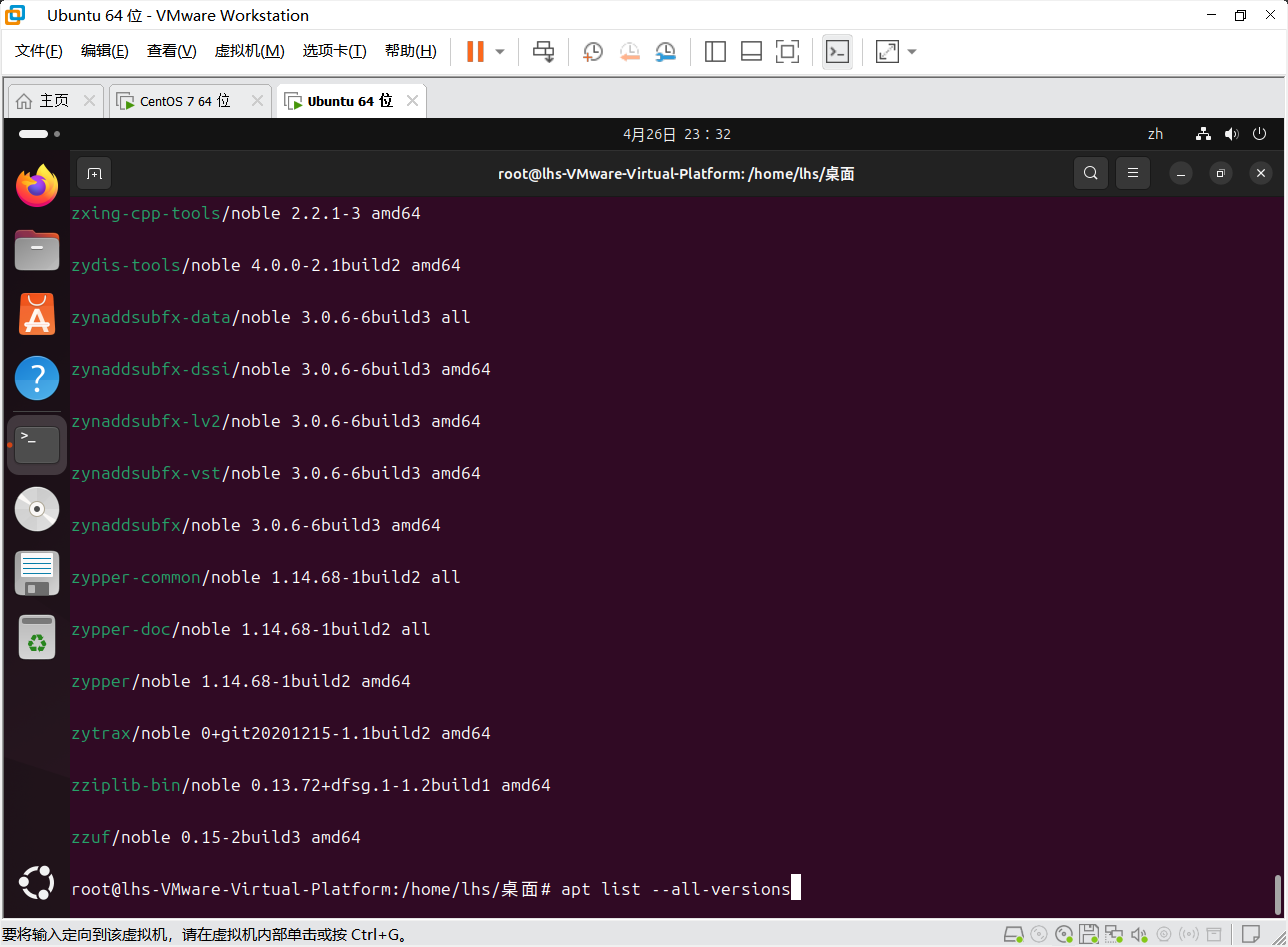 Ubuntu 64 位 - VMware Workstation
文件(F) 编辑(E) 查看(V) 虚拟机(M) 选项卡(T) 帮助(H)
主页 CentOS 7 64 位 Ubuntu 64 位
4月26日 23：32 zh
root@lhs-VMware-Virtual-Platform: /home/lhs/桌面
zxing-cpp-tools/noble 2.2.1-3 amd64
zydis-tools/noble 4.0.0-2.1build2 amd64
zynaddsubfx-data/noble 3.0.6-6build3 all
zynaddsubfx-dssi/noble 3.0.6-6build3 amd64
zynaddsubfx-lv2/noble 3.0.6-6build3 amd64
zynaddsubfx-vst/noble 3.0.6-6build3 amd64
zynaddsubfx/noble 3.0.6-6build3 amd64
zypper-common/noble 1.14.68-1build2 all
zypper-doc/noble 1.14.68-1build2 all
zypper/noble 1.14.68-1build2 amd64
zytrax/noble 0+git20201215-1.1build2 amd64
zziplib-bin/noble 0.13.72+dfsg.1-1.2build1 amd64
zzuf/noble 0.15-2build3 amd64
root@lhs-VMware-Virtual-Platform:/home/lhs/桌面# apt list --all-versions
要将输入定向到该虚拟机，请在虚拟机内部单击或按 Ctrl+G。